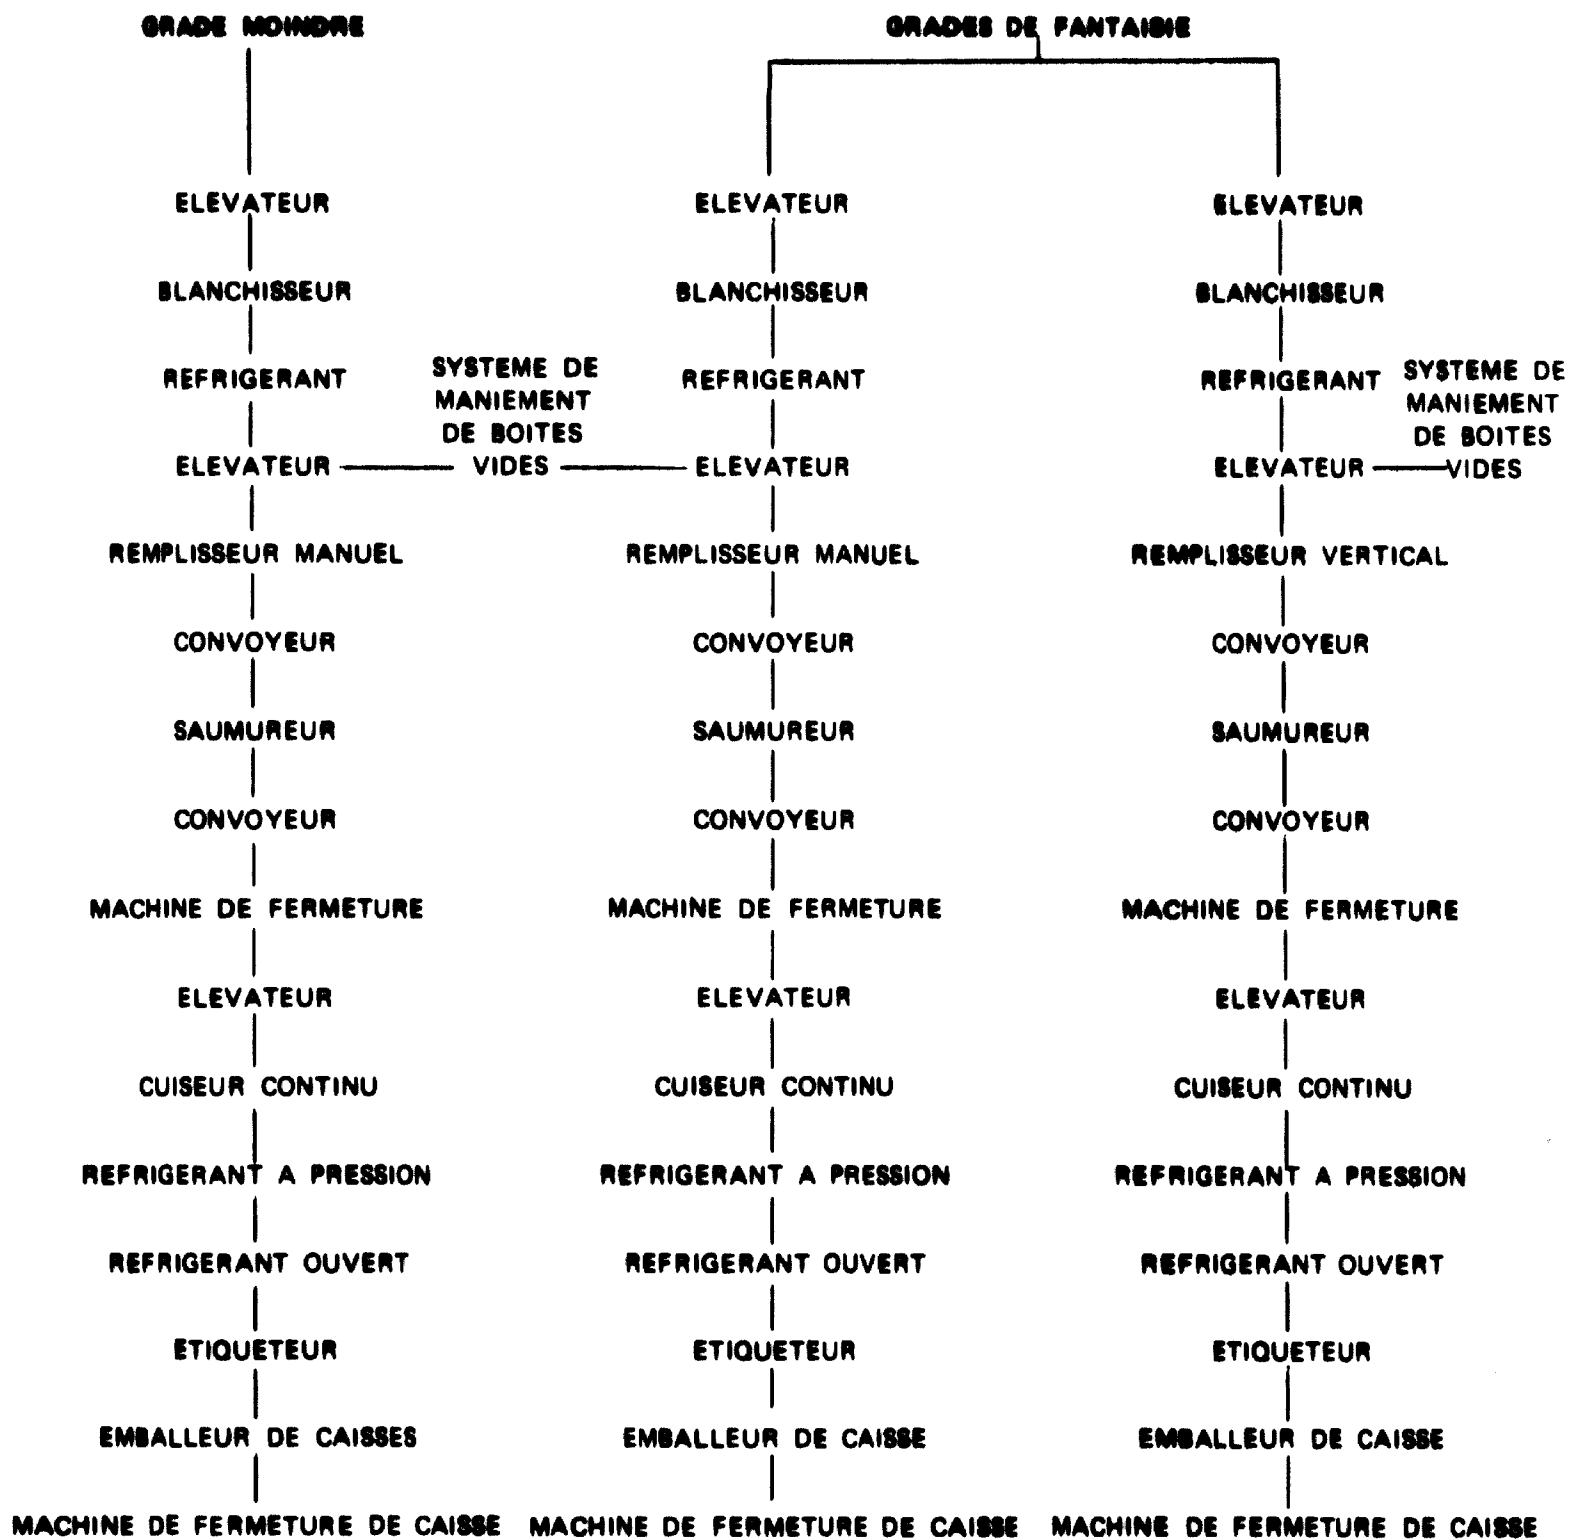 GRADE MOINDRE
GRADES DE FANTAISIE
ELEVATEUR
ELEVATEUR
ELEVATEUR
BLANCHISSEUR
BLANCHISSEUR
BLANCHISSEUR
REFRIGERANT
SYSTEME DE
MANIEMENT
DE BOITES
VIDES
REFRIGERANT
REFRIGERANT
SYSTEME DE
MANIEMENT
DE BOITES
VIDES
ELEVATEUR
ELEVATEUR
ELEVATEUR
REMPLISSEUR MANUEL
REMPLISSEUR MANUEL
REMPLISSEUR VERTICAL
CONVOYEUR
CONVOYEUR
CONVOYEUR
SAUMUREUR
SAUMUREUR
SAUMUREUR
CONVOYEUR
CONVOYEUR
CONVOYEUR
MACHINE DE FERMETURE
MACHINE DE FERMETURE
MACHINE DE FERMETURE
ELEVATEUR
ELEVATEUR
ELEVATEUR
CUISEUR CONTINU
CUISEUR CONTINU
CUISEUR CONTINU
REFRIGERANT A PRESSION
REFRIGERANT A PRESSION
REFRIGERANT A PRESSION
REFRIGERANT OUVERT
REFRIGERANT OUVERT
REFRIGERANT OUVERT
ETIQUETEUR
ETIQUETEUR
ETIQUETEUR
EMBALLEUR DE CAISSES
EMBALLEUR DE CAISSE
EMBALLEUR DE CAISSE
MACHINE DE FERMETURE DE CAISSE
MACHINE DE FERMETURE DE CAISSE
MACHINE DE FERMETURE DE CAISSE